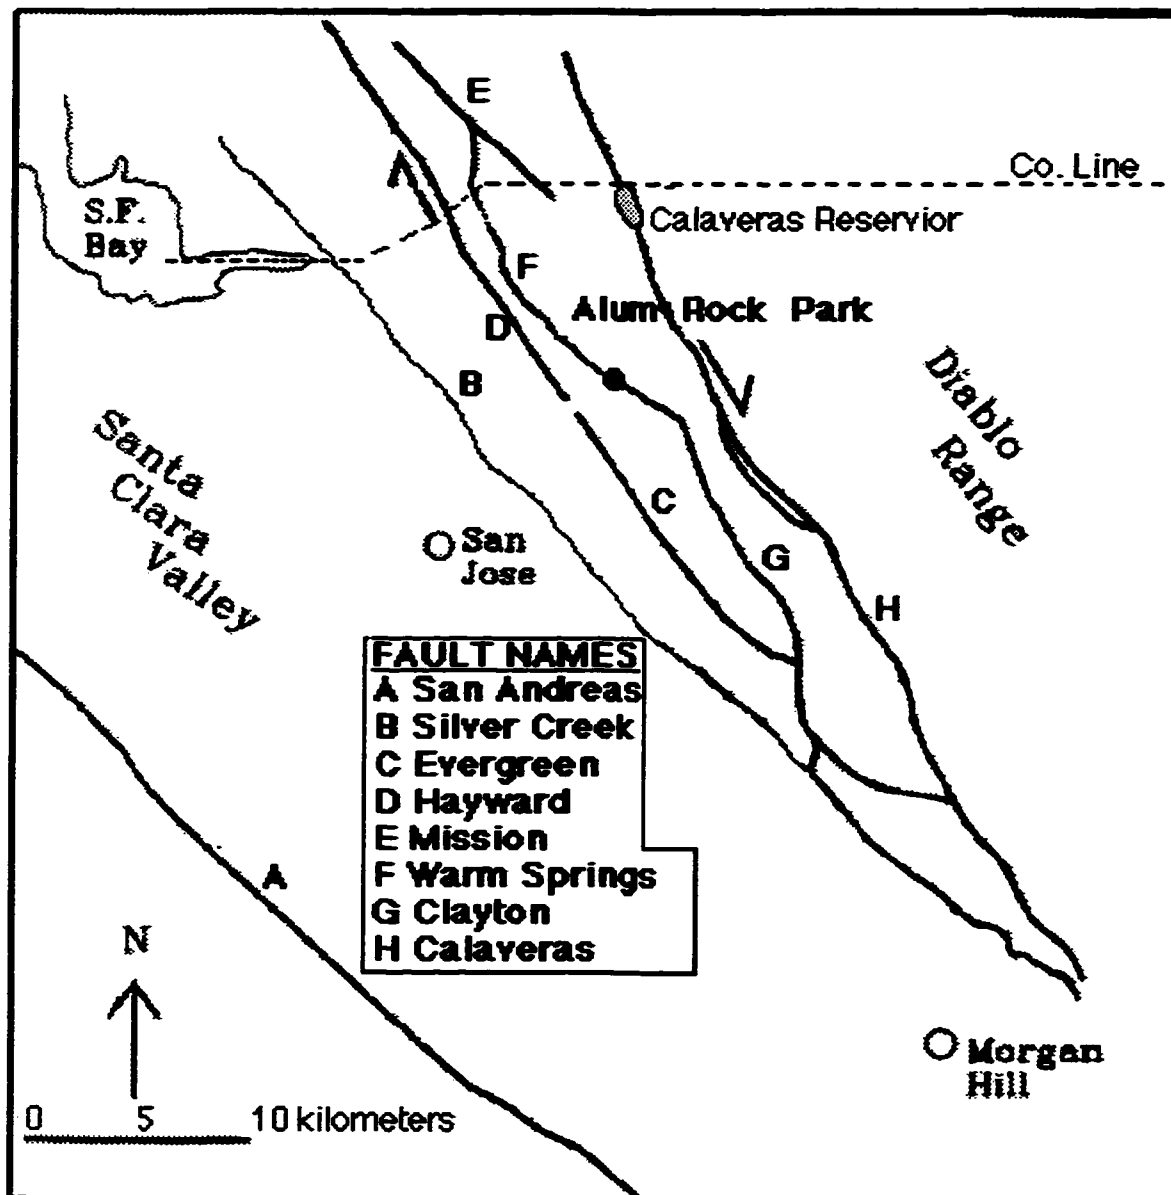 E
Co. Line
S.F.
Bay
Calaveras Reservior
F
Alum Rock Park
D
B
Diablo
Range
Santa
Clara
Valley
C
San
Jose
G
H
FAULT NAMES
A San Andreas
B Silver Creek
C Evergreen
D Hayward
E Mission
F Warm Springs
G Clayton
H Calaveras
A
N
Morgan
Hill
0 5 10 kilometers